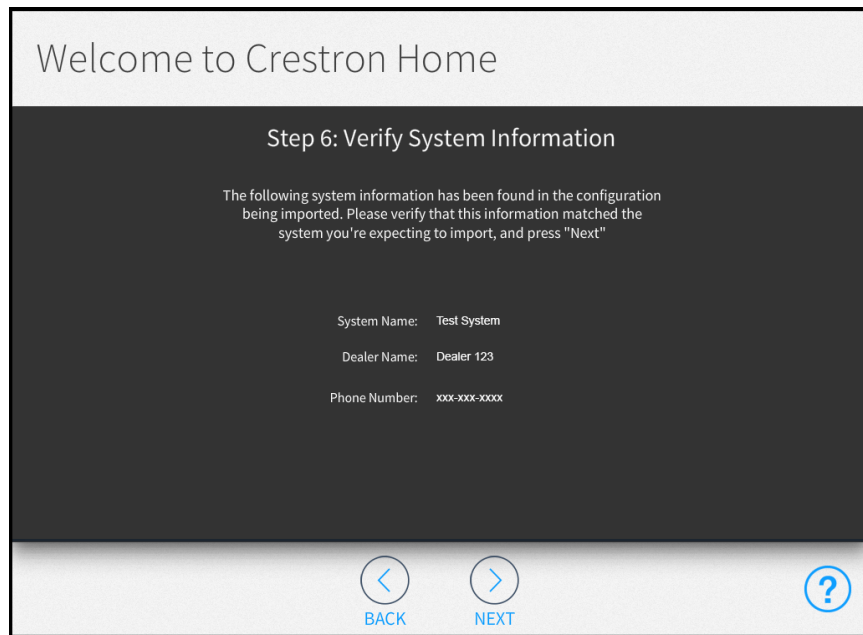 Welcome to Crestron Home
Step 6: Verify System Information
The following system information has been found in the configuration
being imported. Please verify that this information matched the
system you're expecting to import, and press "Next"
System Name: Test System
Dealer Name: Dealer 123
Phone Number: xxx-xxx-xxxx
BACK NEXT
?